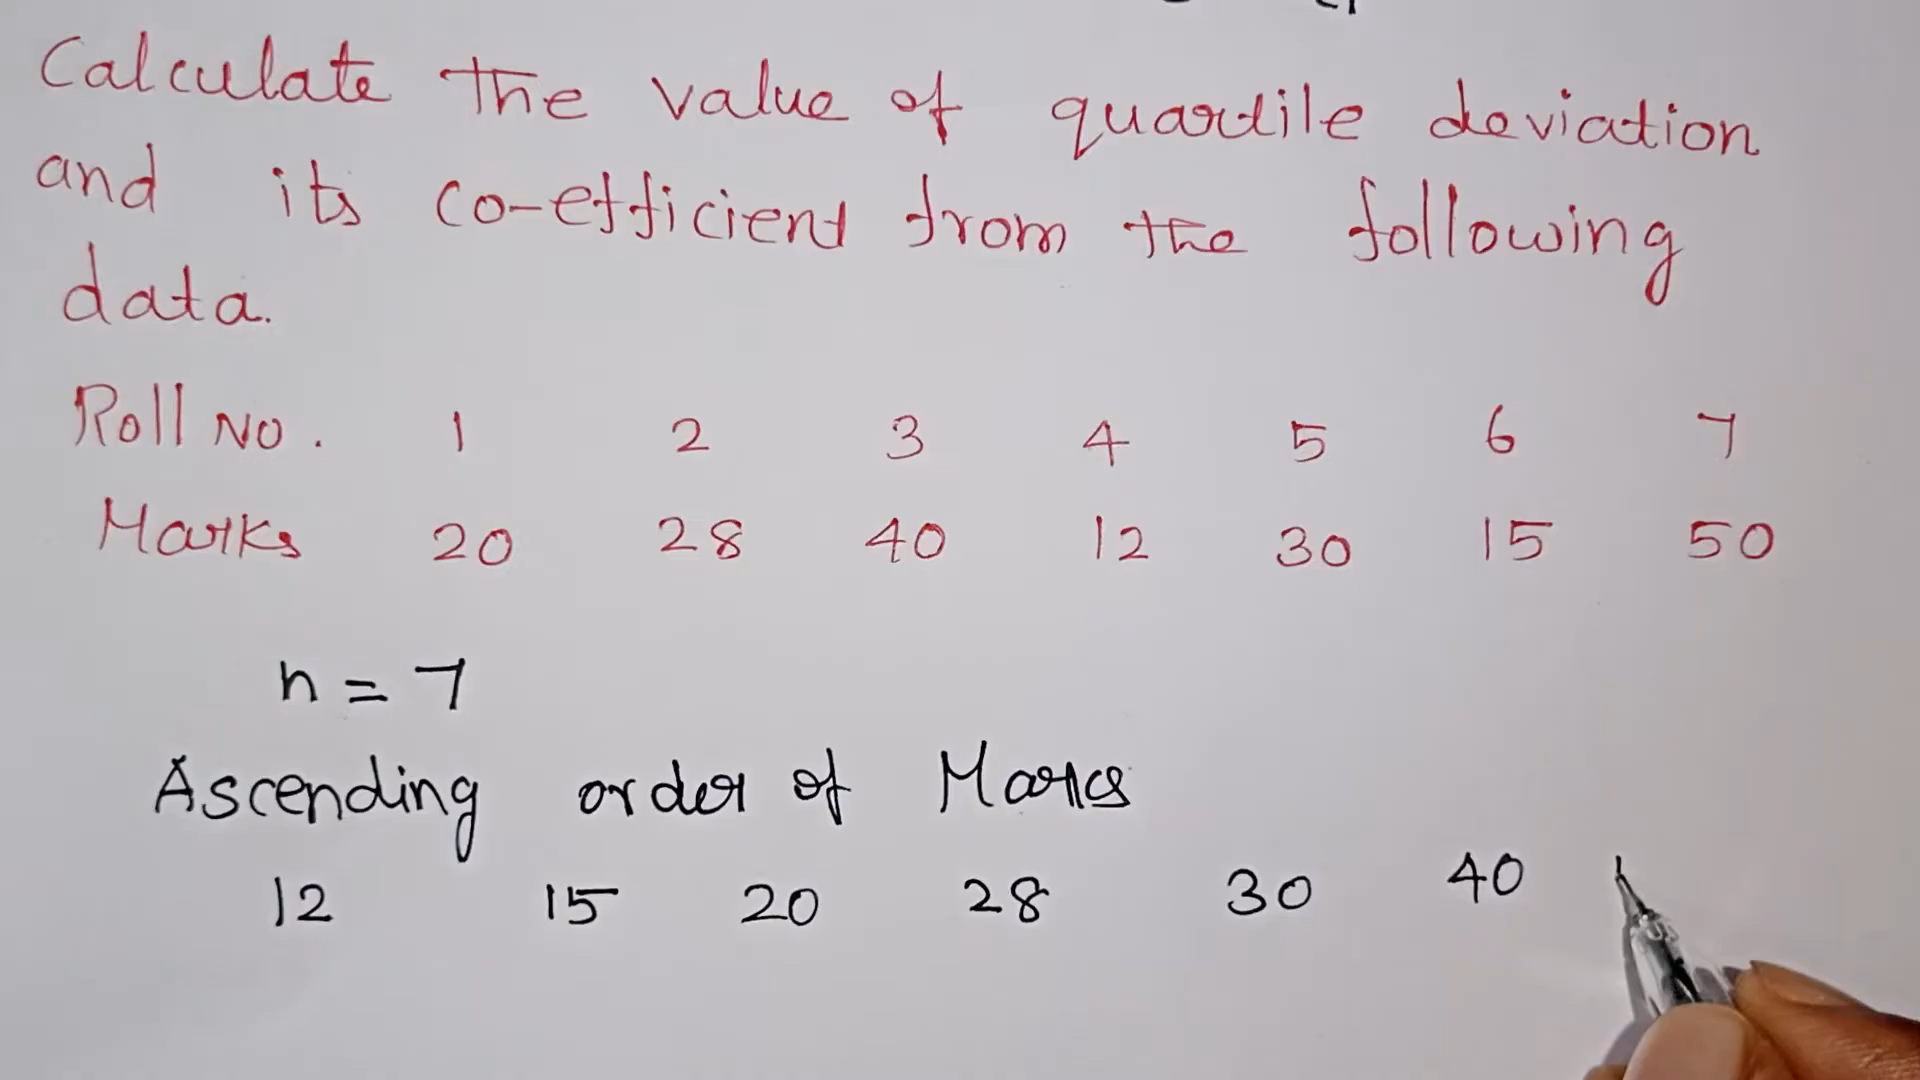 Calculate the value of quartile deviation
and its co-efficient from the following
data.
Roll No. 1 2 3 4 5 6 7
Marks 20 28 40 12 30 15 50
n = 7
Ascending order of Marks
12 15 20 28 30 40